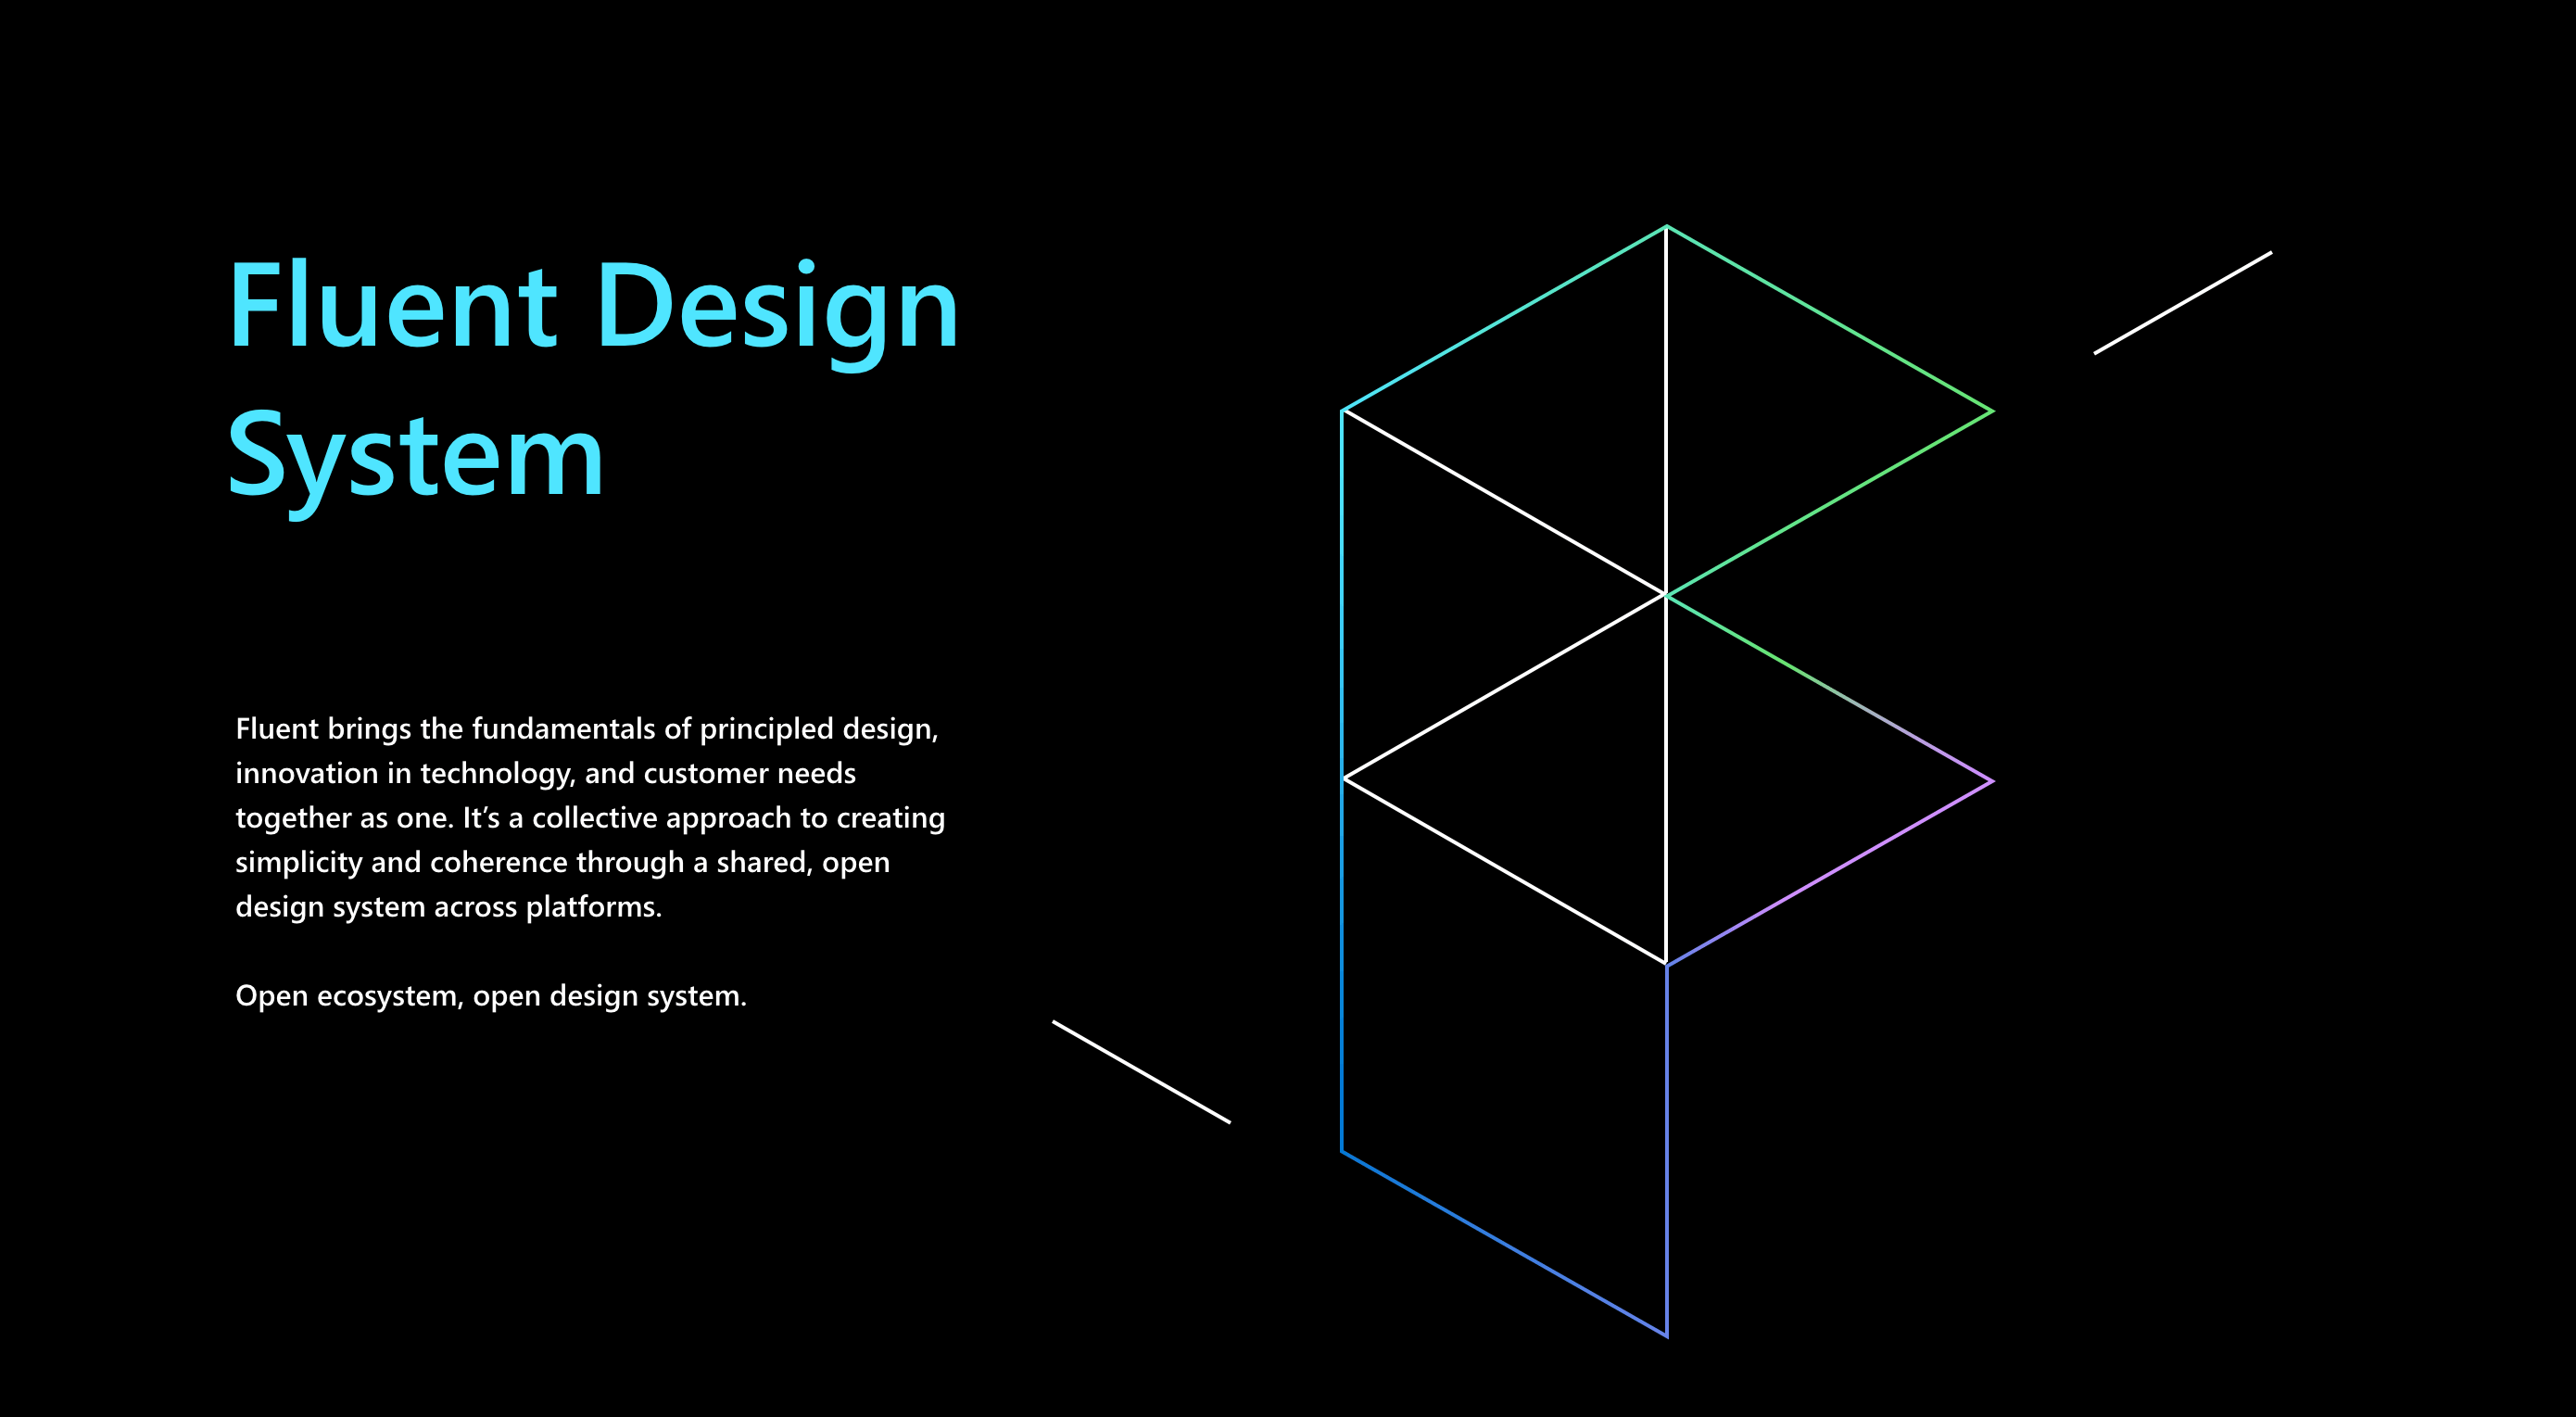 Fluent Design
System
Fluent brings the fundamentals of principled design,
innovation in technology, and customer needs
together as one. It’s a collective approach to creating
simplicity and coherence through a shared, open
design system across platforms.
Open ecosystem, open design system.